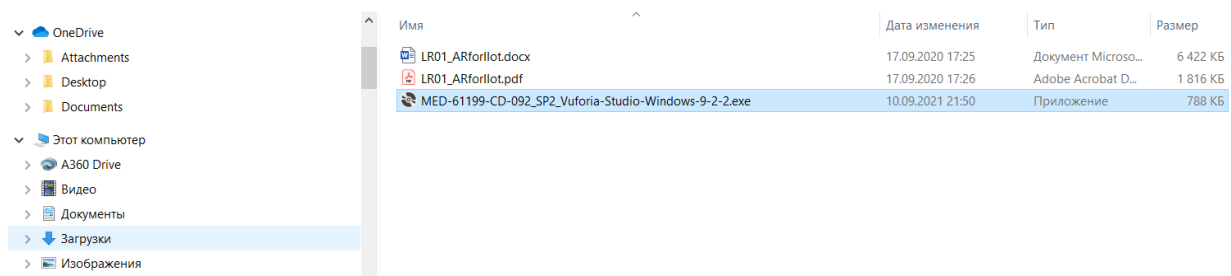 OneDrive
Attachments
Desktop
Documents
Этот компьютер
A360 Drive
Видео
Документы
Загрузки
Изображения
Имя Дата изменения Тип Размер
LR01_ARforIIot.docx 17.09.2020 17:25 Документ Microso... 6 422 КБ
LR01_ARforIIot.pdf 17.09.2020 17:26 Adobe Acrobat D... 1 816 КБ
MED-61199-CD-092_SP2_Vuforia-Studio-Windows-9-2-2.exe 10.09.2021 21:50 Приложение 788 КБ